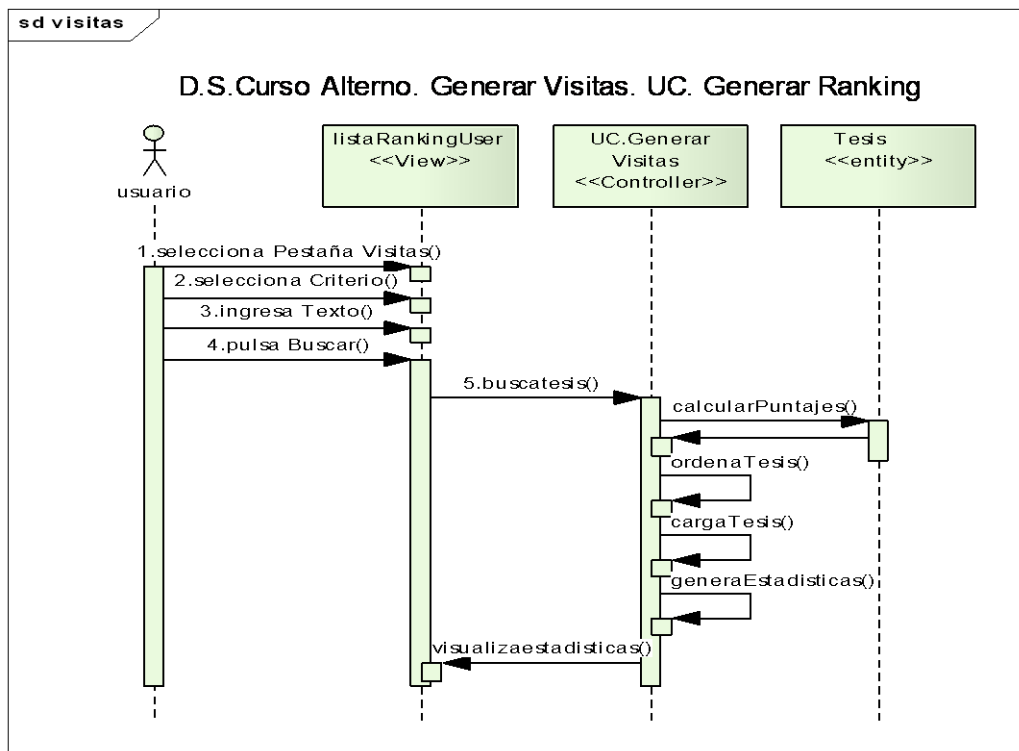 sd visitas
D.S.Curso Alterno. Generar Visitas. UC. Generar Ranking
usuario
listaRankingUser
<<View>>
UC.Generar
Visitas
<<Controller>>
Tesis
<<entity>>
1.selecciona Pestaña Visitas()
2.selecciona Criterio()
3.ingresa Texto()
4.pulsa Buscar()
5.buscatesis()
calcularPuntajes()
ordenaTesis()
cargaTesis()
generaEstadisticas()
visualizaestadisticas()